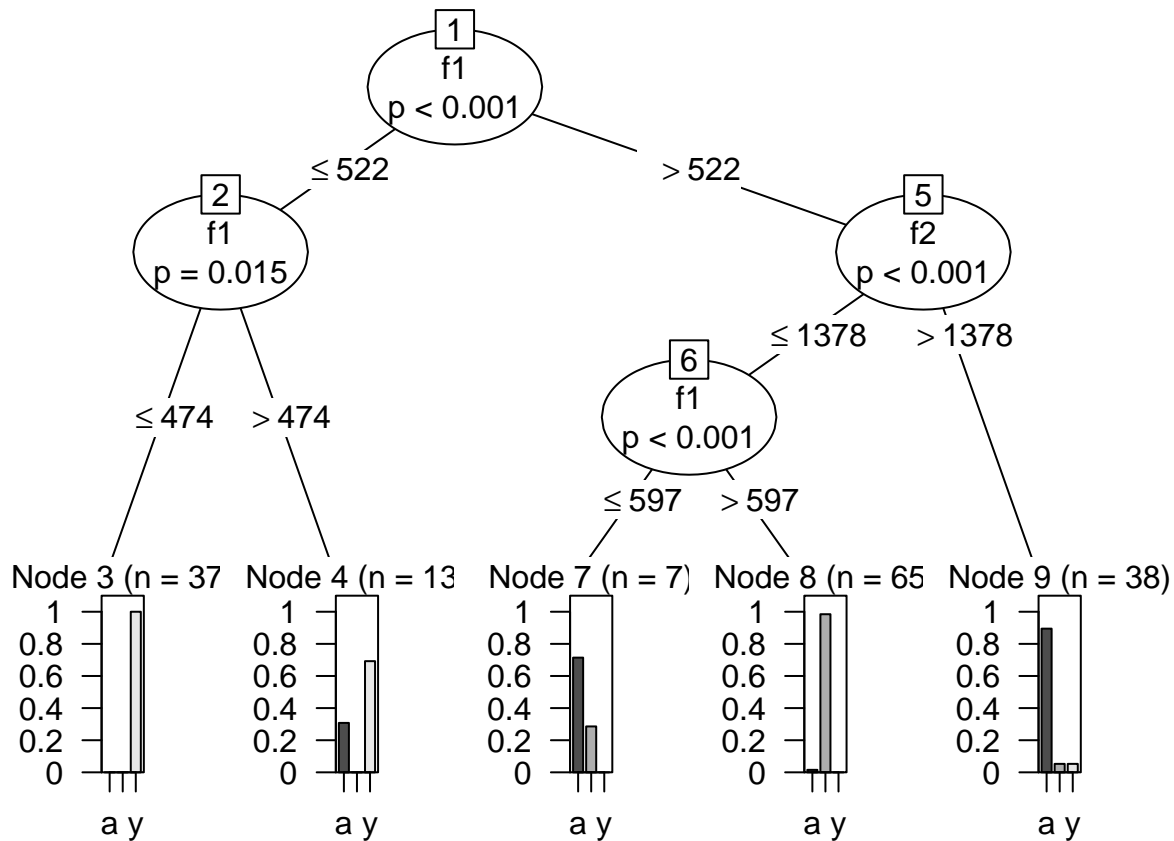 1
f1
p < 0.001
≤ 522
> 522
2
f1
p = 0.015
5
f2
p < 0.001
≤ 1378
> 1378
6
f1
p < 0.001
≤ 474
> 474
≤ 597
> 597
Node 3 (n = 37
Node 4 (n = 13
Node 7 (n = 7)
Node 8 (n = 65
Node 9 (n = 38)
1
0.8
0.6
0.4
0.2
0
a y
1
0.8
0.6
0.4
0.2
0
a y
1
0.8
0.6
0.4
0.2
0
a y
1
0.8
0.6
0.4
0.2
0
a y
1
0.8
0.6
0.4
0.2
0
a y